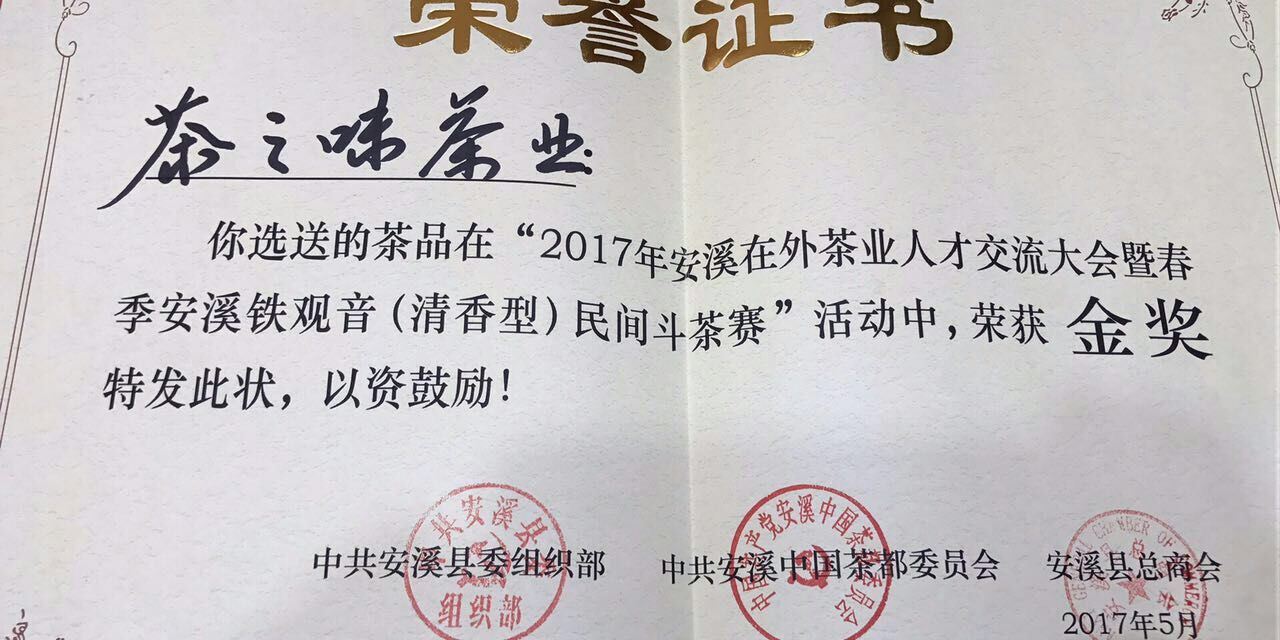 荣誉证书
茶之味茶业
你选送的茶品在“2017年安溪在外茶业人才交流大会暨春
季安溪铁观音(清香型)民间斗茶赛”活动中,荣获 金奖
特发此状,以资鼓励!
中共安溪县委组织部 中共安溪中国茶都委员会 安溪县总商会
组织部
2017年5月